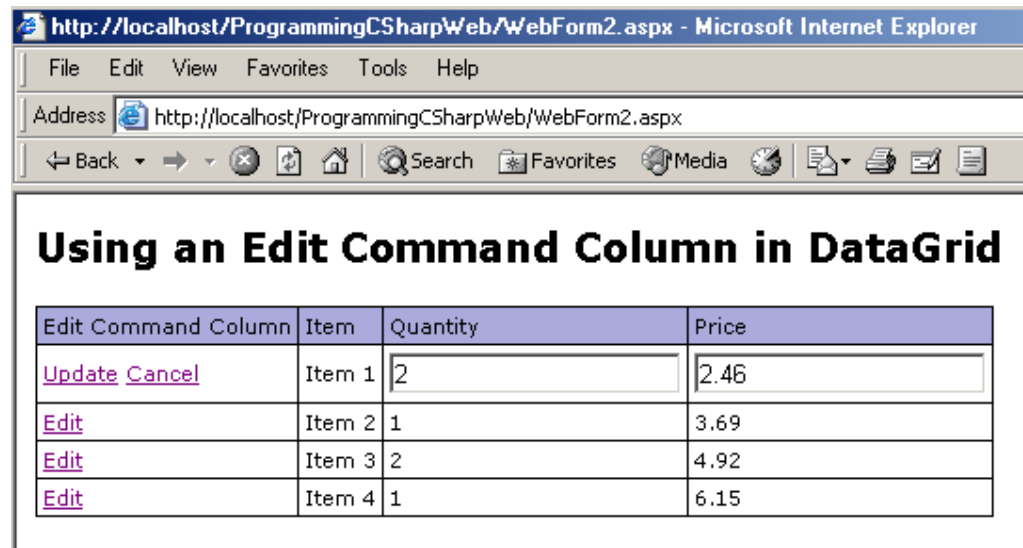 http://localhost/ProgrammingCSharpWeb/WebForm2.aspx - Microsoft Internet Explorer
File Edit View Favorites Tools Help
Address http://localhost/ProgrammingCSharpWeb/WebForm2.aspx
Back Search Favorites Media
Using an Edit Command Column in DataGrid
Edit Command Column Item Quantity Price
Update Cancel Item 1 2 2.46
Edit Item 2 1 3.69
Edit Item 3 2 4.92
Edit Item 4 1 6.15